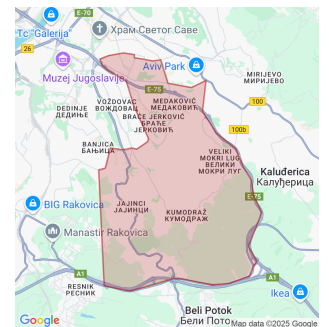 E-70
Храм Светог Саве
Tc "Galerija
26
Aviv Park
Muzej Jugoslavije
E-75
MIRIJEVO
МИРИЈЕВО
VOŽDOVAC
ВОЖДОВАЦ
MEDAKOVIĆ
МЕДАКОВИЋ
100
DEDINJE
ДЕДИЊЕ
BRAĆE JERKOVIĆ
БРАЋЕ
ЈЕРКОВИЋ
100b
BANJICA
БАЊИЦА
VELIKI
MOKRI LUG
ВЕЛИКИ
МОКРИ ЛУГ
Kaluđerica
Калуђерица
E-75
BIG Rakovica
JAJINCI
ЈАЈИНЦИ
KUMODRAŽ
КУМОДРАЖ
Manastir Rakovica
A1
A1
RESNIK
РЕСНИК
Ikea
Beli Potok
Бели Поток
Google
Map data ©2025 Google